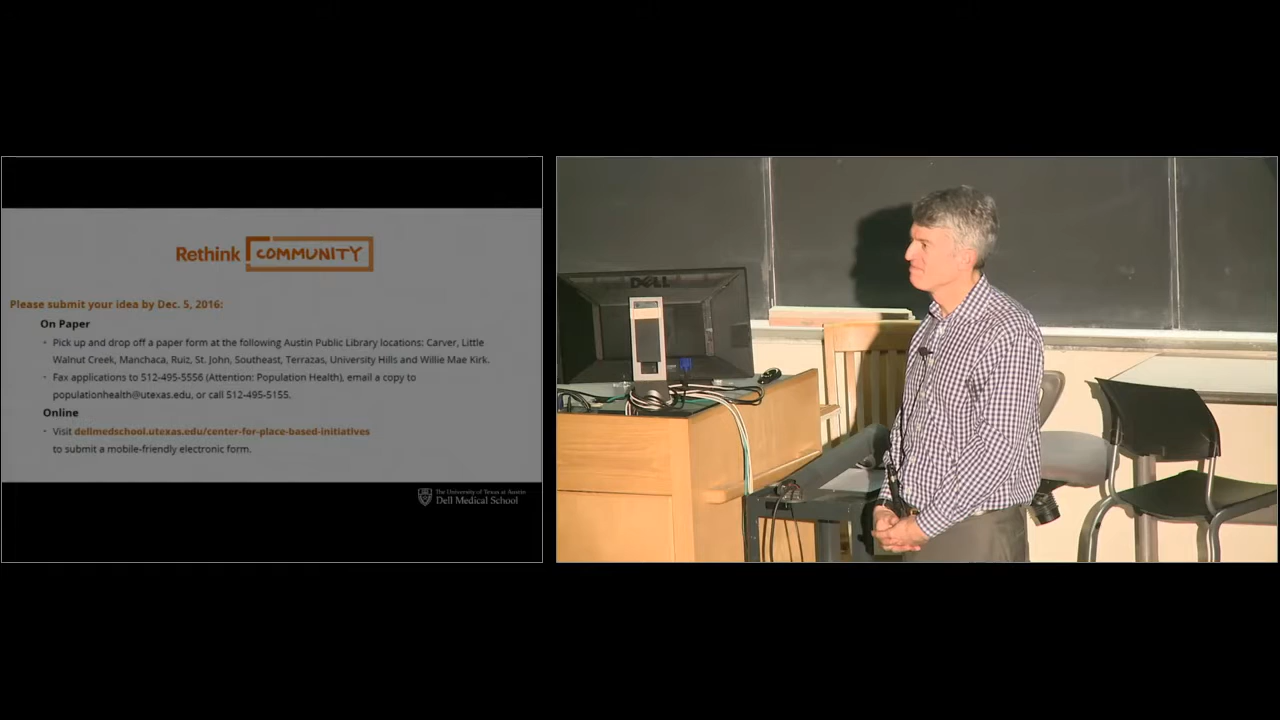 Rethink COMMUNITY
Please submit your idea by Dec. 5, 2016:
On Paper
· Pick up and drop off a paper form at the following Austin Public Library locations: Carver, Little
Walnut Creek, Manchaca, Ruiz, St. John, Southeast, Terrazas, University Hills and Willie Mae Kirk.
· Fax applications to 512-495-5556 (Attention: Population Health), email a copy to
populationhealth@utexas.edu, or call 512-495-5155.
Online
· Visit dellmedschool.utexas.edu/center-for-place-based-initiatives
to submit a mobile-friendly electronic form.
The University of Texas at Austin
Dell Medical School
DELL